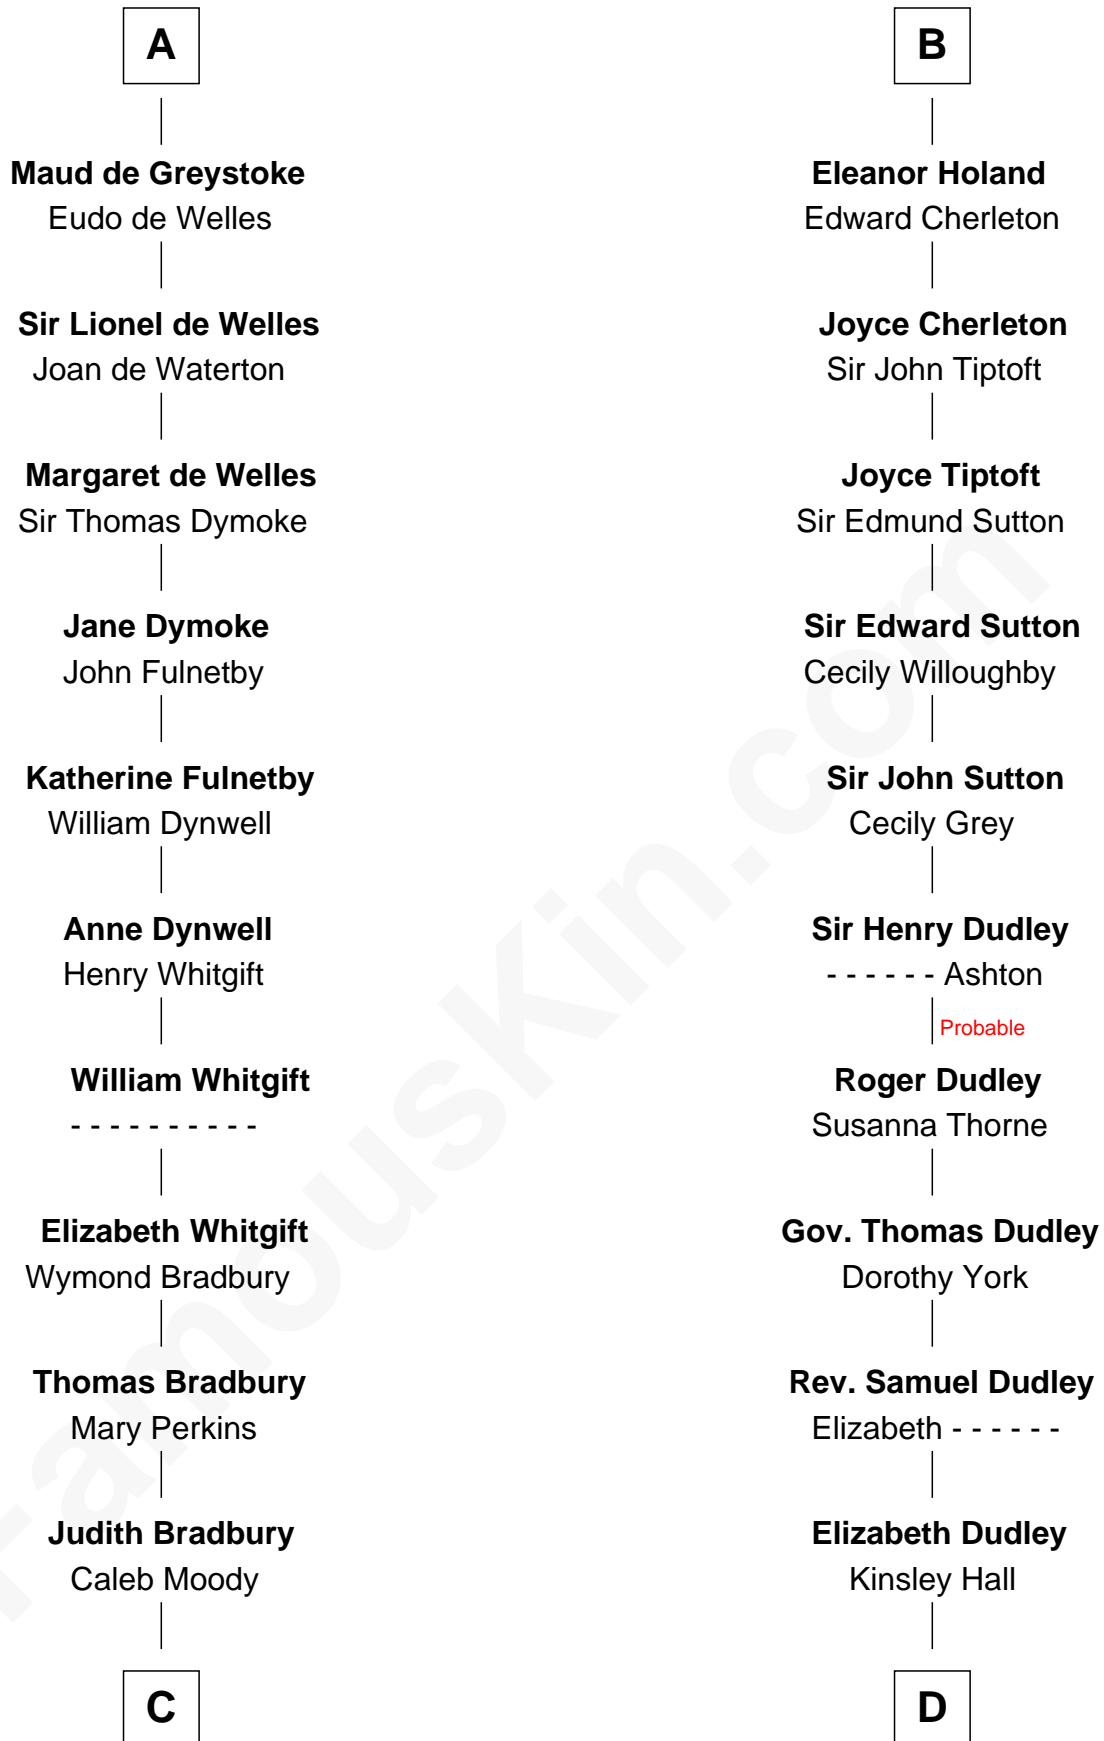 A
Maud de Greystoke
Eudo de Welles
Sir Lionel de Welles
Joan de Waterton
Margaret de Welles
Sir Thomas Dymoke
Jane Dymoke
John Fulnetby
Katherine Fulnetby
William Dynwell
Anne Dynwell
Henry Whitgift
William Whitgift
- - - - - - - - - -
Elizabeth Whitgift
Wymond Bradbury
Thomas Bradbury
Mary Perkins
Judith Bradbury
Caleb Moody
C
B
Eleanor Holand
Edward Cherleton
Joyce Cherleton
Sir John Tiptoft
Joyce Tiptoft
Sir Edmund Sutton
Sir Edward Sutton
Cecily Willoughby
Sir John Sutton
Cecily Grey
Sir Henry Dudley
- - - - - - Ashton
Probable
Roger Dudley
Susanna Thorne
Gov. Thomas Dudley
Dorothy York
Rev. Samuel Dudley
Elizabeth - - - - - -
Elizabeth Dudley
Kinsley Hall
D
FamousKin.com